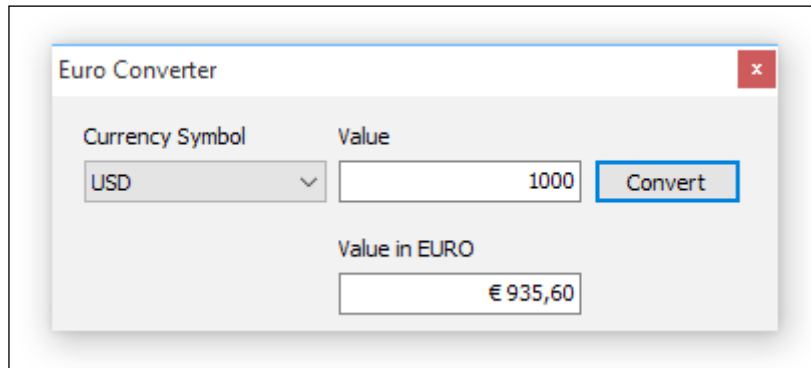 Euro Converter
x
Currency Symbol Value
USD 1000 Convert
Value in EURO
€ 935,60